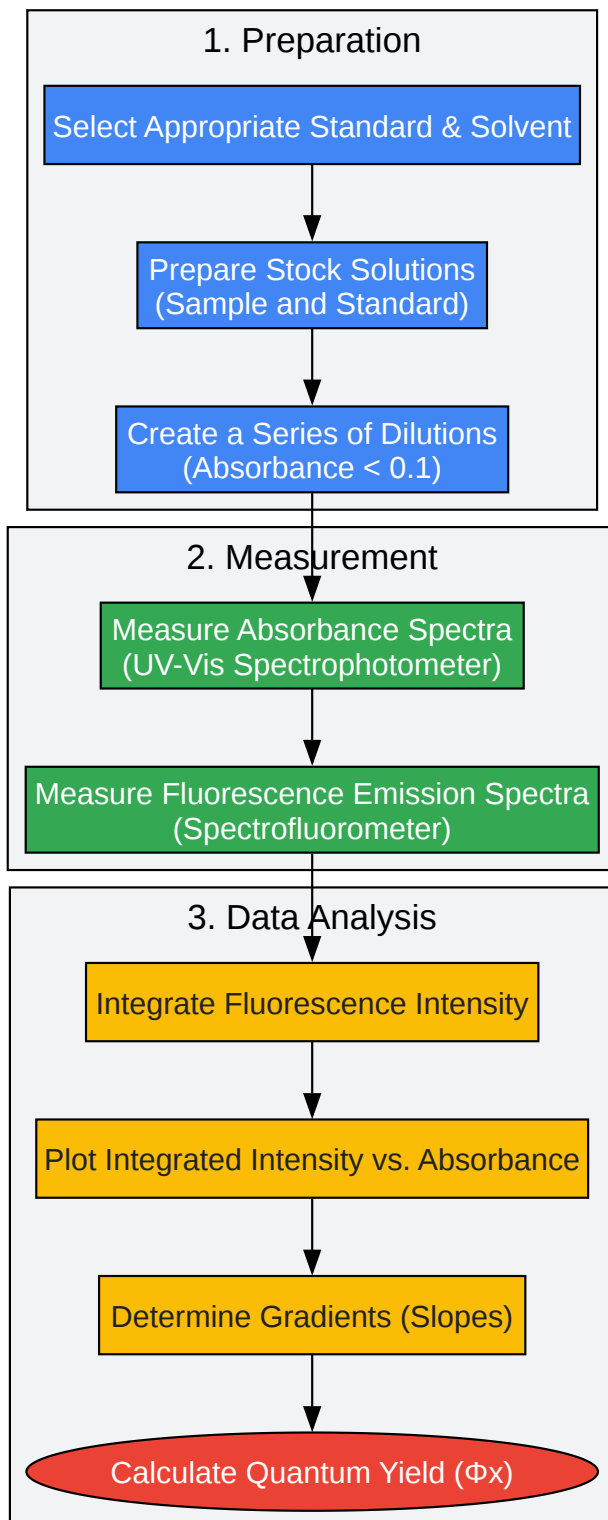 1. Preparation
Select Appropriate Standard & Solvent
Prepare Stock Solutions
(Sample and Standard)
Create a Series of Dilutions
(Absorbance < 0.1)
2. Measurement
Measure Absorbance Spectra
(UV-Vis Spectrophotometer)
Measure Fluorescence Emission Spectra
(Spectrofluorometer)
3. Data Analysis
Integrate Fluorescence Intensity
Plot Integrated Intensity vs. Absorbance
Determine Gradients (Slopes)
Calculate Quantum Yield (Φx)